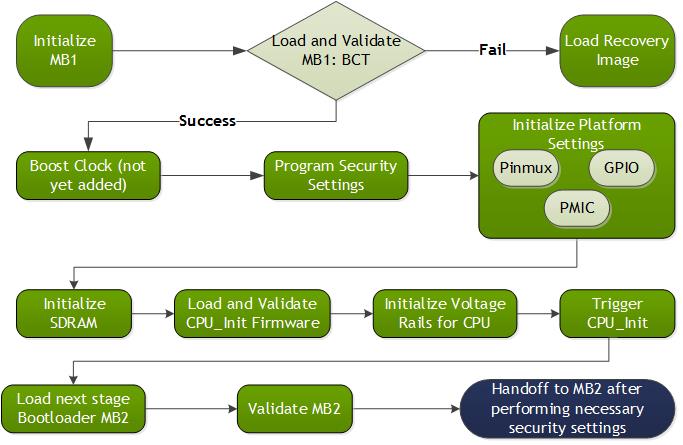 Initialize
MB1
Load and Validate
MB1: BCT
Fail
Load Recovery
Image
Success
Boost Clock (not
yet added)
Program Security
Settings
Initialize Platform
Settings
Pinmux
GPIO
PMIC
Initialize
SDRAM
Load and Validate
CPU_Init Firmware
Initialize Voltage
Rails for CPU
Trigger
CPU_Init
Load next stage
Bootloader MB2
Validate MB2
Handoff to MB2 after
performing necessary
security settings